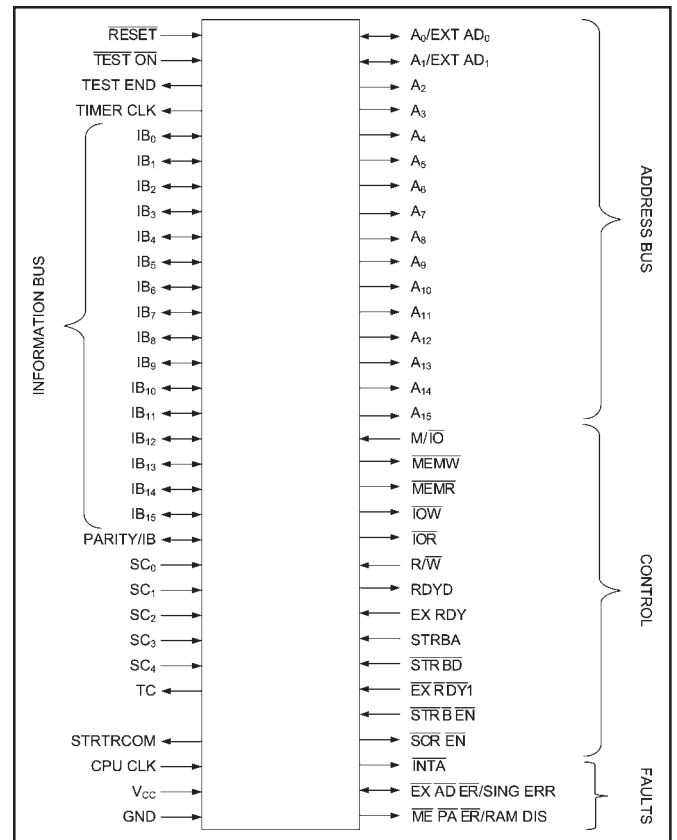 RESET
TEST ON
TEST END
TIMER CLK
IB₀
IB₁
IB₂
IB₃
IB₄
IB₅
IB₆
IB₇
IB₈
IB₉
IB₁₀
IB₁₁
IB₁₂
IB₁₃
IB₁₄
IB₁₅
PARITY/IB
SC₀
SC₁
SC₂
SC₃
SC₄
TC
STRTRCOM
CPU CLK
V_CC
GND
INFORMATION BUS
A₀/EXT AD₀
A₁/EXT AD₁
A₂
A₃
A₄
A₅
A₆
A₇
A₈
A₉
A₁₀
A₁₁
A₁₂
A₁₃
A₁₄
A₁₅
M/IO
MEMW
MEMR
IOW
IOR
R/W
RDYD
EX RDY
STRBA
STRBD
EX RDY1
STRB EN
SCR EN
INTA
EX AD ER/SING ERR
ME PA ER/RAM DIS
ADDRESS BUS
CONTROL
FAULTS